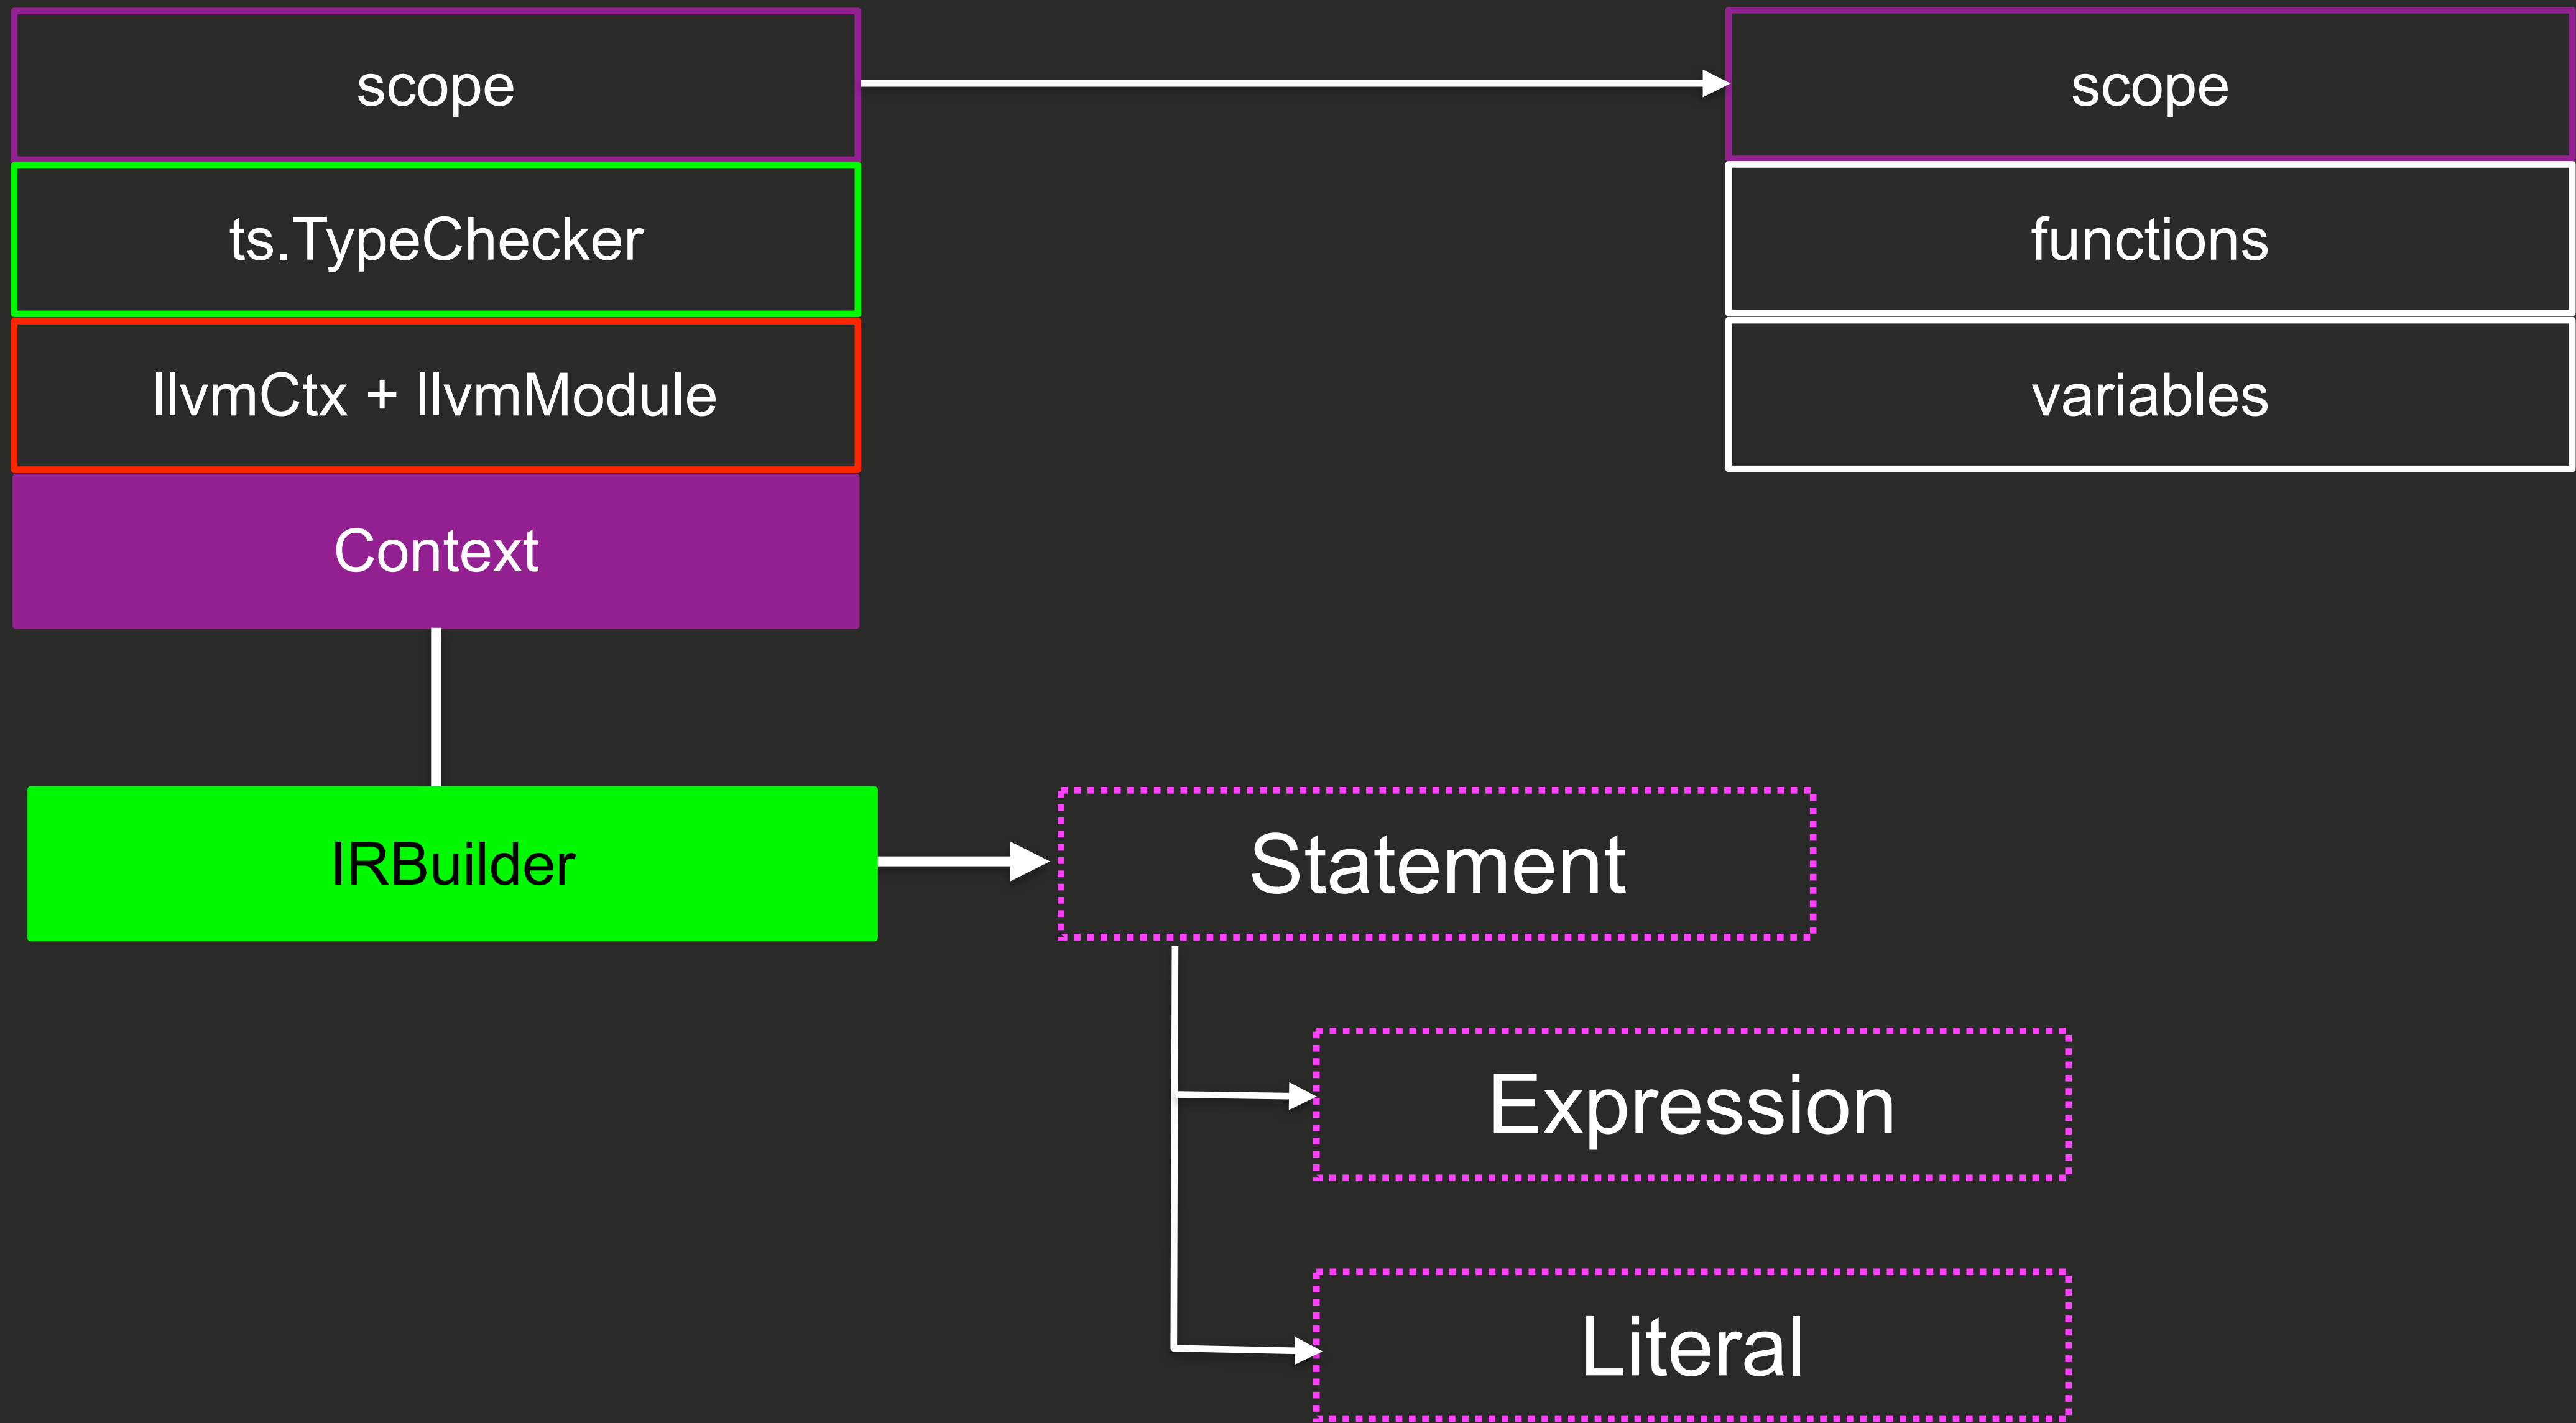 scope
ts.TypeChecker
llvmCtx + llvmModule
Context
scope
functions
variables
IRBuilder
Statement
Expression
Literal